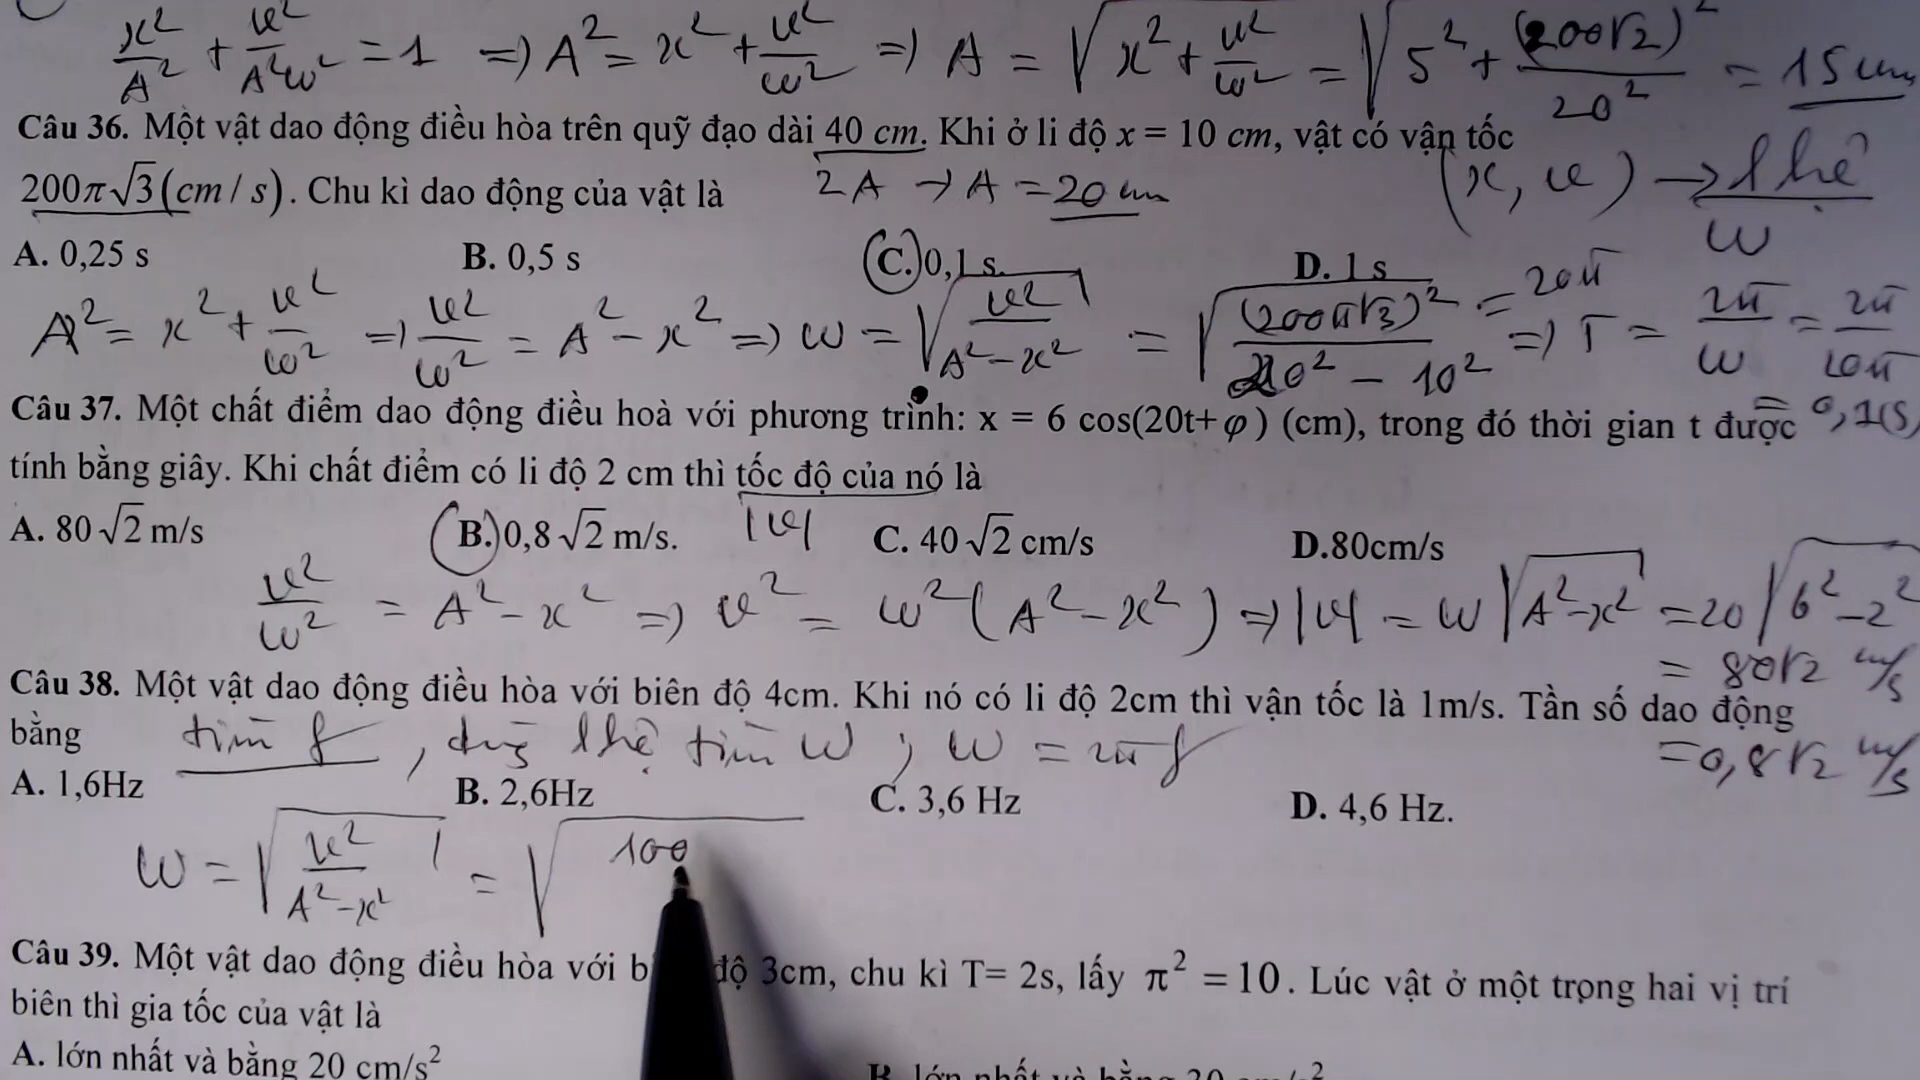 x²/A² + v²/A²ω² = 1 => A² = x² + v²/ω² => A = √(x² + v²/ω²) = √(5² + (200√2)²/20²) = 15 cm
Câu 36. Một vật dao động điều hòa trên quỹ đạo dài 40 cm. Khi ở li độ x = 10 cm, vật có vận tốc
200π√3 (cm / s). Chu kì dao động của vật là
2A → A = 20 cm
(x, v) → l hệ
ω
A. 0,25 s B. 0,5 s C. 0,1 s. D. 1 s
A² = x² + v²/ω² => v²/ω² = A² - x² => ω = √(v²/(A² - x²)) = √((200π√3)²/(20² - 10²)) = 20π => T = 2π/ω = 2π/20π
= 0,1(s)
Câu 37. Một chất điểm dao động điều hoà với phương trình: x = 6 cos(20t+φ) (cm), trong đó thời gian t được
tính bằng giây. Khi chất điểm có li độ 2 cm thì tốc độ của nó là
|v|
A. 80√2 m/s B. 0,8√2 m/s. C. 40√2 cm/s D.80cm/s
v²/ω² = A² - x² => v² = ω²(A² - x²) => |v| = ω√(A² - x²) = 20√(6² - 2²)
= 80√2 cm/s
Câu 38. Một vật dao động điều hòa với biên độ 4cm. Khi nó có li độ 2cm thì vận tốc là 1m/s. Tần số dao động
bằng
tìm f, dùg l hệ tìm ω ; ω = 2πf
= 0,8√2 m/s
A. 1,6Hz B. 2,6Hz C. 3,6 Hz D. 4,6 Hz.
ω = √(v²/(A² - x²)) = √100
Câu 39. Một vật dao động điều hòa với b độ 3cm, chu kì T= 2s, lấy π² = 10. Lúc vật ở một trọng hai vị trí
biên thì gia tốc của vật là
A. lớn nhất và bằng 20 cm/s²